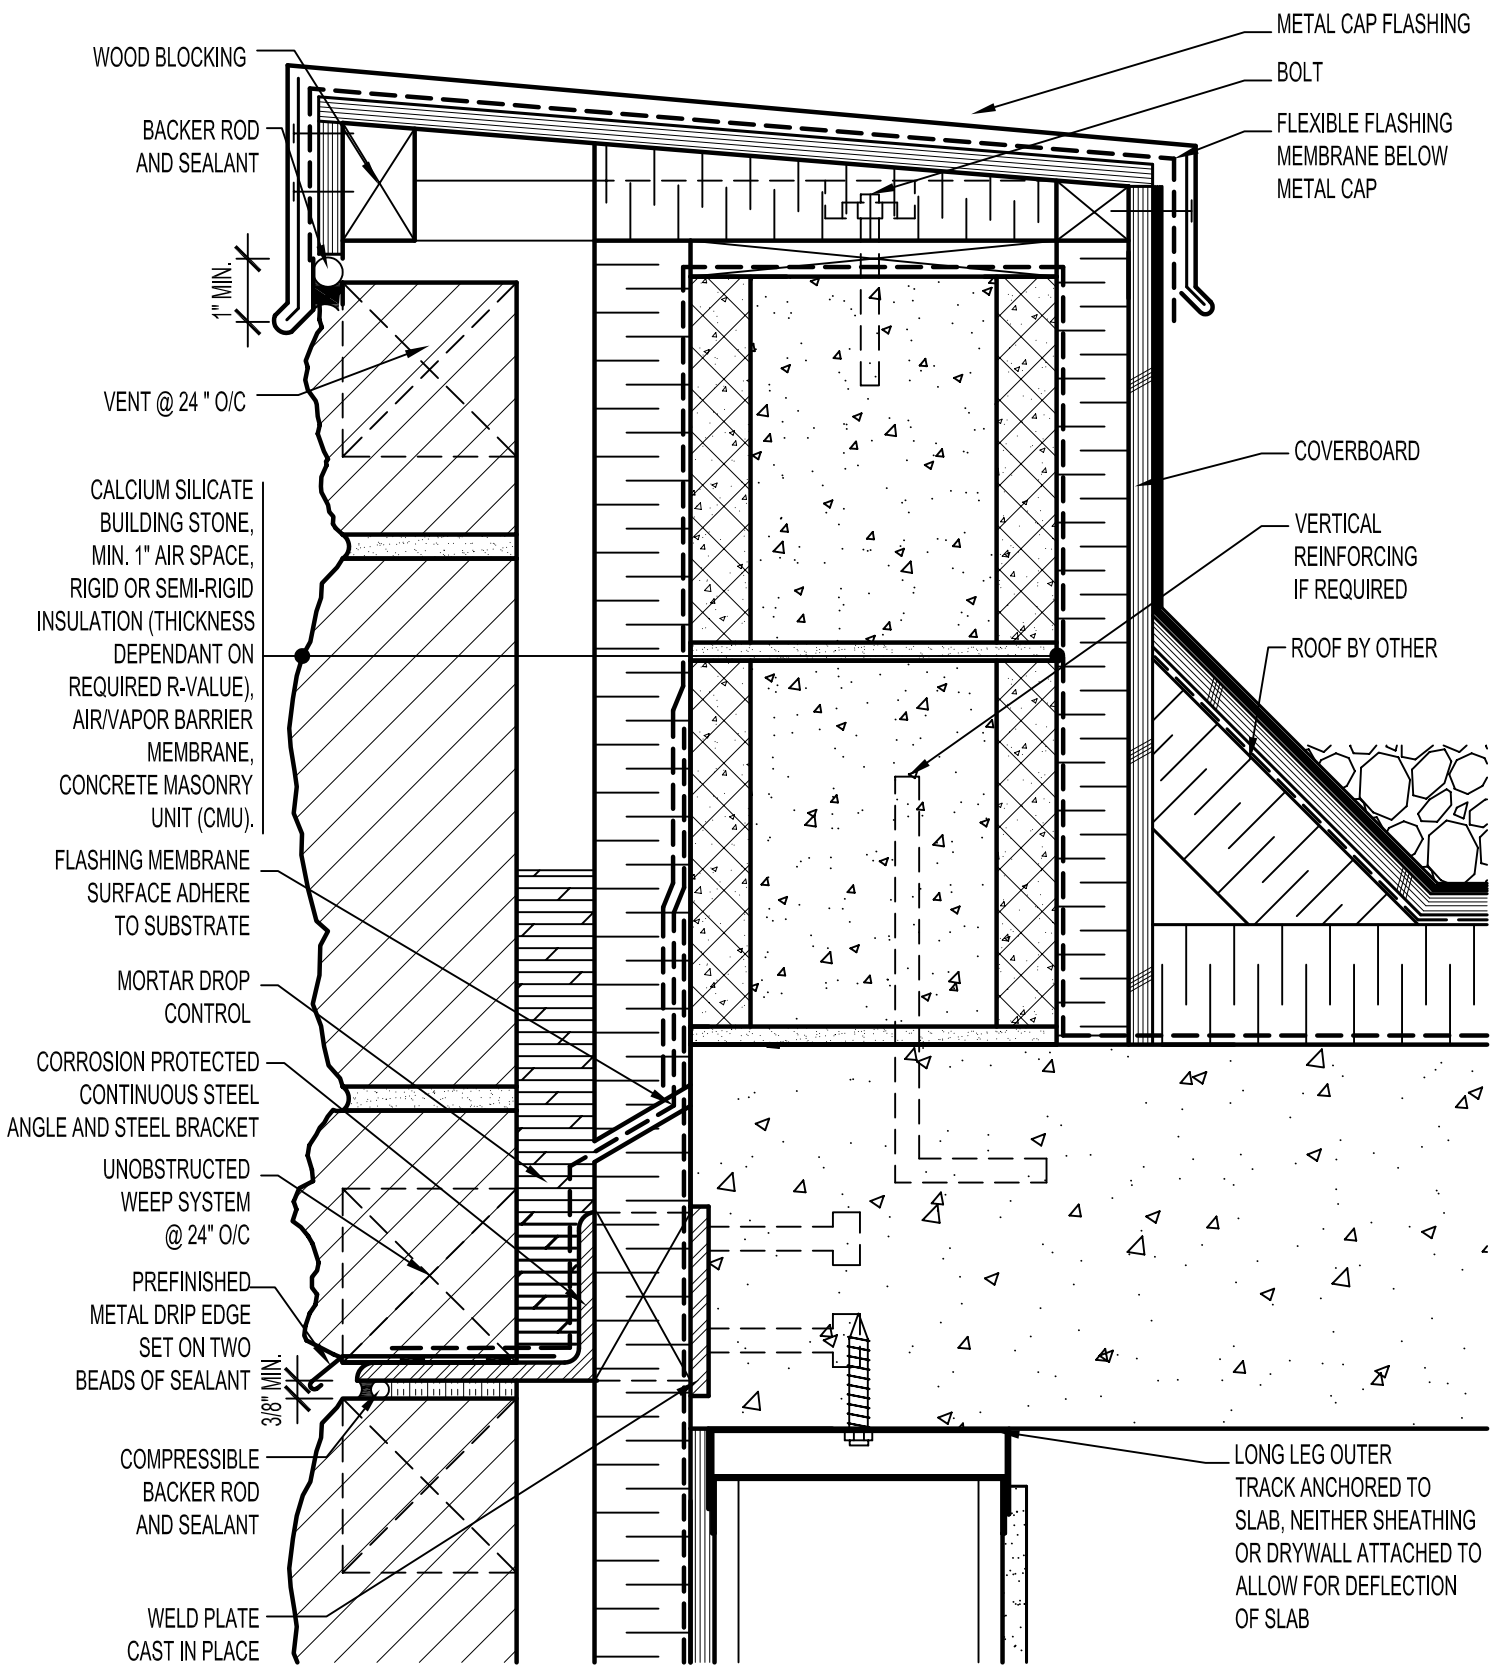 WOOD BLOCKING
BACKER ROD
AND SEALANT
1" MIN.
VENT @ 24 " O/C
CALCIUM SILICATE
BUILDING STONE,
MIN. 1" AIR SPACE,
RIGID OR SEMI-RIGID
INSULATION (THICKNESS
DEPENDANT ON
REQUIRED R-VALUE),
AIR/VAPOR BARRIER
MEMBRANE,
CONCRETE MASONRY
UNIT (CMU).
FLASHING MEMBRANE
SURFACE ADHERE
TO SUBSTRATE
MORTAR DROP
CONTROL
CORROSION PROTECTED
CONTINUOUS STEEL
ANGLE AND STEEL BRACKET
UNOBSTRUCTED
WEEP SYSTEM
@ 24" O/C
PREFINISHED
METAL DRIP EDGE
SET ON TWO
BEADS OF SEALANT
3/8" MIN.
COMPRESSIBLE
BACKER ROD
AND SEALANT
WELD PLATE
CAST IN PLACE
METAL CAP FLASHING
BOLT
FLEXIBLE FLASHING
MEMBRANE BELOW
METAL CAP
COVERBOARD
VERTICAL
REINFORCING
IF REQUIRED
ROOF BY OTHER
LONG LEG OUTER
TRACK ANCHORED TO
SLAB, NEITHER SHEATHING
OR DRYWALL ATTACHED TO
ALLOW FOR DEFLECTION
OF SLAB